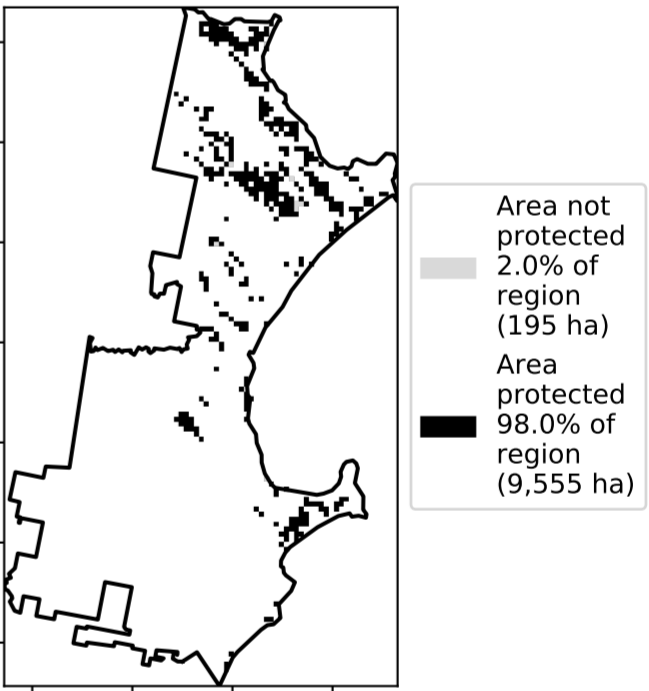 Area not
protected
2.0% of
region
(195 ha)
Area
protected
98.0% of
region
(9,555 ha)